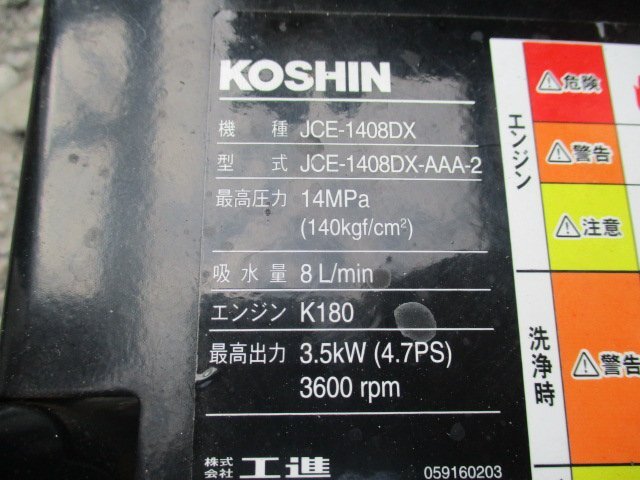 KOSHIN
機 種 JCE-1408DX
型 式 JCE-1408DX-AAA-2
最高圧力 14MPa
(140kgf/cm²)
吸水量 8 L/min
エンジン K180
最高出力 3.5kW (4.7PS)
3600 rpm
株式会社 工進
059160203
エンジン
危険
警告
注意
洗浄時
警告